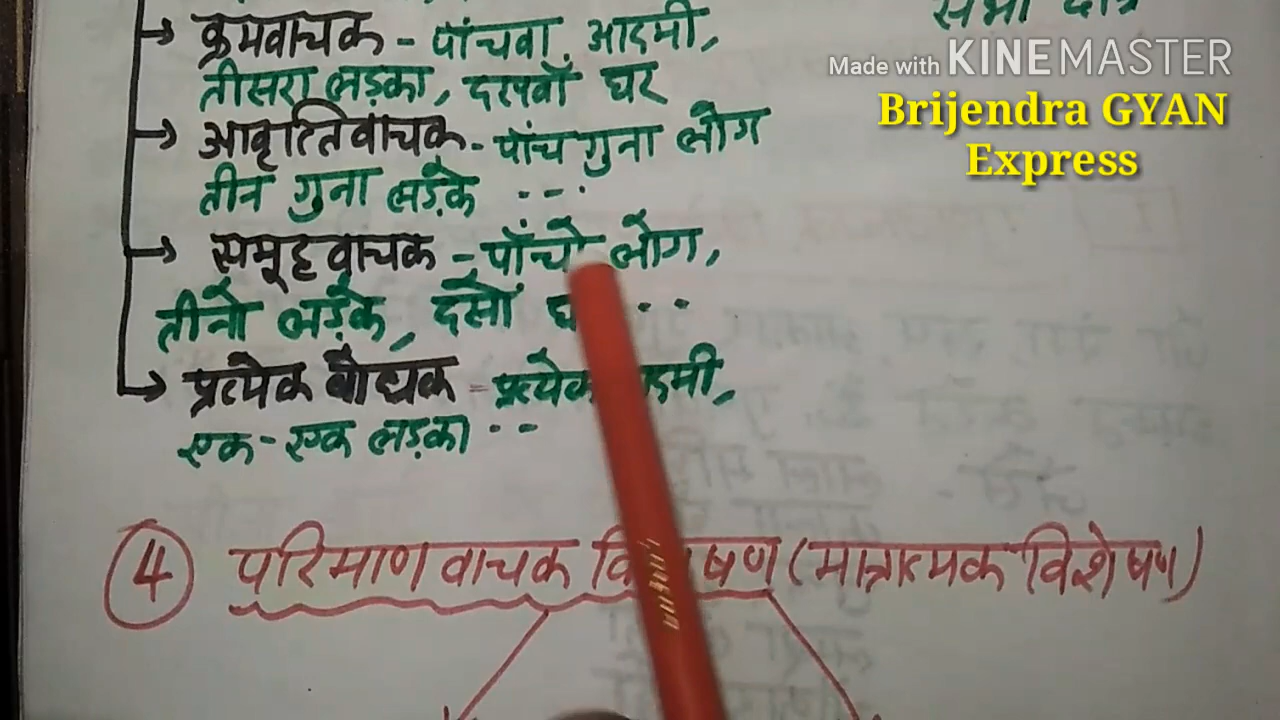 सभी छात्र
क्रमवाचक - पांचवां आदमी,
तीसरा लड़का, दसवाँ घर
आवृत्तिवाचक - पांच गुना लोग
तीन गुना लड़के ---
समूहवाचक - पाँचो लोग,
तीनो लड़के, दसों
प्रत्येक बोधक - प्रत्येक
एक-एक लड़का --
4 परिमाणवाचक (मात्रात्मक विशेषण)
Made with KINEMASTER
Brijendra GYAN
Express